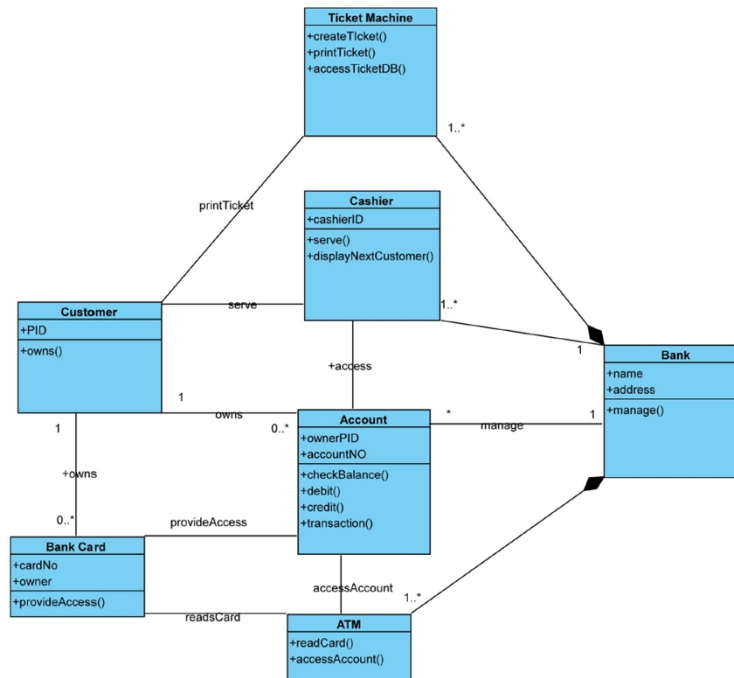 Ticket Machine
+createTIcket()
+printTicket()
+accessTicketDB()
1..*
printTicket
Cashier
+cashierID
+serve()
+displayNextCustomer()
serve
1..*
1
Customer
+PID
+owns()
+access
Bank
+name
+address
+manage()
1
owns
0..*
Account
+ownerPID
+accountNO
+checkBalance()
+debit()
+credit()
+transaction()
*
manage
1
1
+owns
0..*
provideAccess
Bank Card
+cardNo
+owner
+provideAccess()
accessAccount
readsCard
1..*
ATM
+readCard()
+accessAccount()